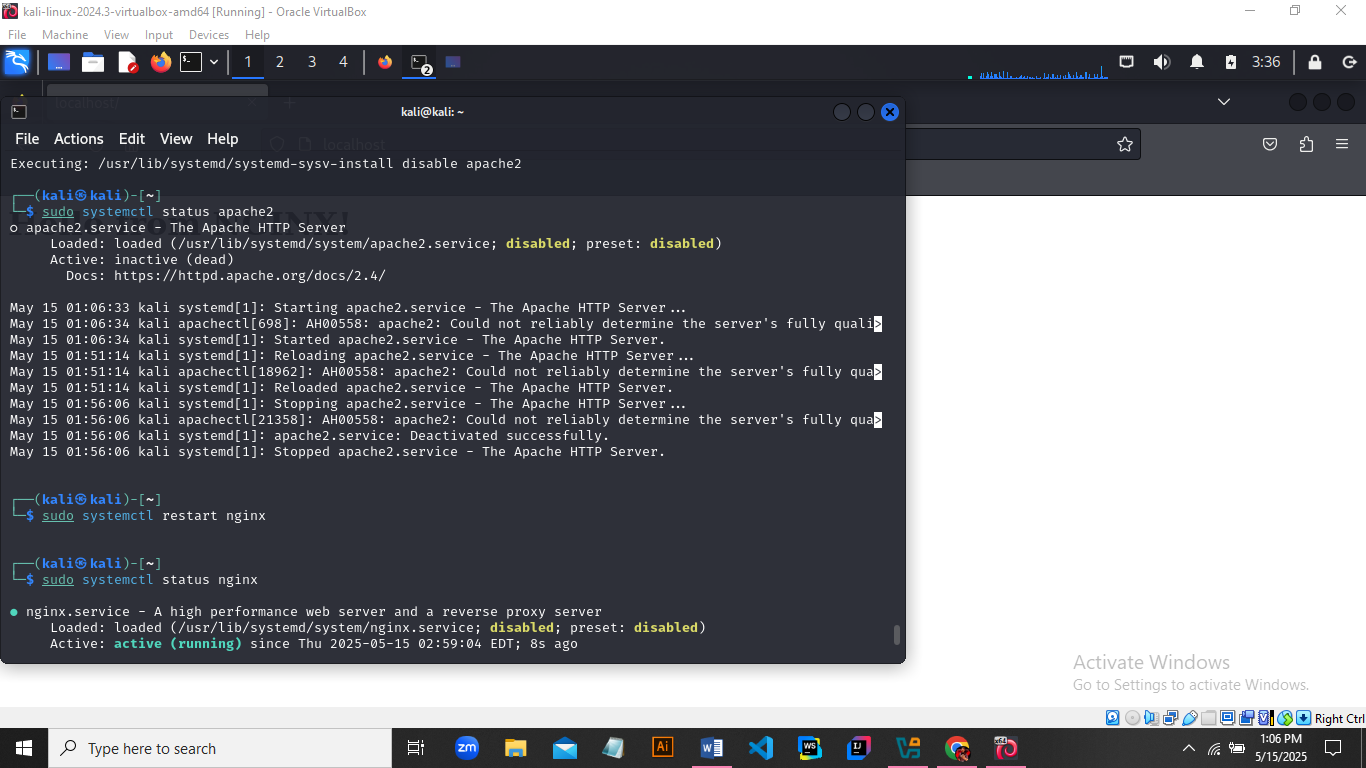 kali-linux-2024.3-virtualbox-amd64 [Running] - Oracle VirtualBox
File Machine View Input Devices Help
1 2 3 4 2 3:36
localhost/
kali@kali: ~
File Actions Edit View Help
localhost
Executing: /usr/lib/systemd/systemd-sysv-install disable apache2
┌──(kali㉿kali)-[~]
└─$ sudo systemctl status apache2
Hello from NGINX!
○ apache2.service - The Apache HTTP Server
Loaded: loaded (/usr/lib/systemd/system/apache2.service; disabled; preset: disabled)
Active: inactive (dead)
Docs: https://httpd.apache.org/docs/2.4/
May 15 01:06:33 kali systemd[1]: Starting apache2.service - The Apache HTTP Server...
May 15 01:06:34 kali apachectl[698]: AH00558: apache2: Could not reliably determine the server's fully quali>
May 15 01:06:34 kali systemd[1]: Started apache2.service - The Apache HTTP Server.
May 15 01:51:14 kali systemd[1]: Reloading apache2.service - The Apache HTTP Server...
May 15 01:51:14 kali apachectl[18962]: AH00558: apache2: Could not reliably determine the server's fully qua>
May 15 01:51:14 kali systemd[1]: Reloaded apache2.service - The Apache HTTP Server.
May 15 01:56:06 kali systemd[1]: Stopping apache2.service - The Apache HTTP Server...
May 15 01:56:06 kali apachectl[21358]: AH00558: apache2: Could not reliably determine the server's fully qua>
May 15 01:56:06 kali systemd[1]: apache2.service: Deactivated successfully.
May 15 01:56:06 kali systemd[1]: Stopped apache2.service - The Apache HTTP Server.
┌──(kali㉿kali)-[~]
└─$ sudo systemctl restart nginx
┌──(kali㉿kali)-[~]
└─$ sudo systemctl status nginx
● nginx.service - A high performance web server and a reverse proxy server
Loaded: loaded (/usr/lib/systemd/system/nginx.service; disabled; preset: disabled)
Active: active (running) since Thu 2025-05-15 02:59:04 EDT; 8s ago
Activate Windows
Go to Settings to activate Windows.
Right Ctrl
Type here to search
zm
Ai
W
WS
IJ
x64
1:06 PM
5/15/2025